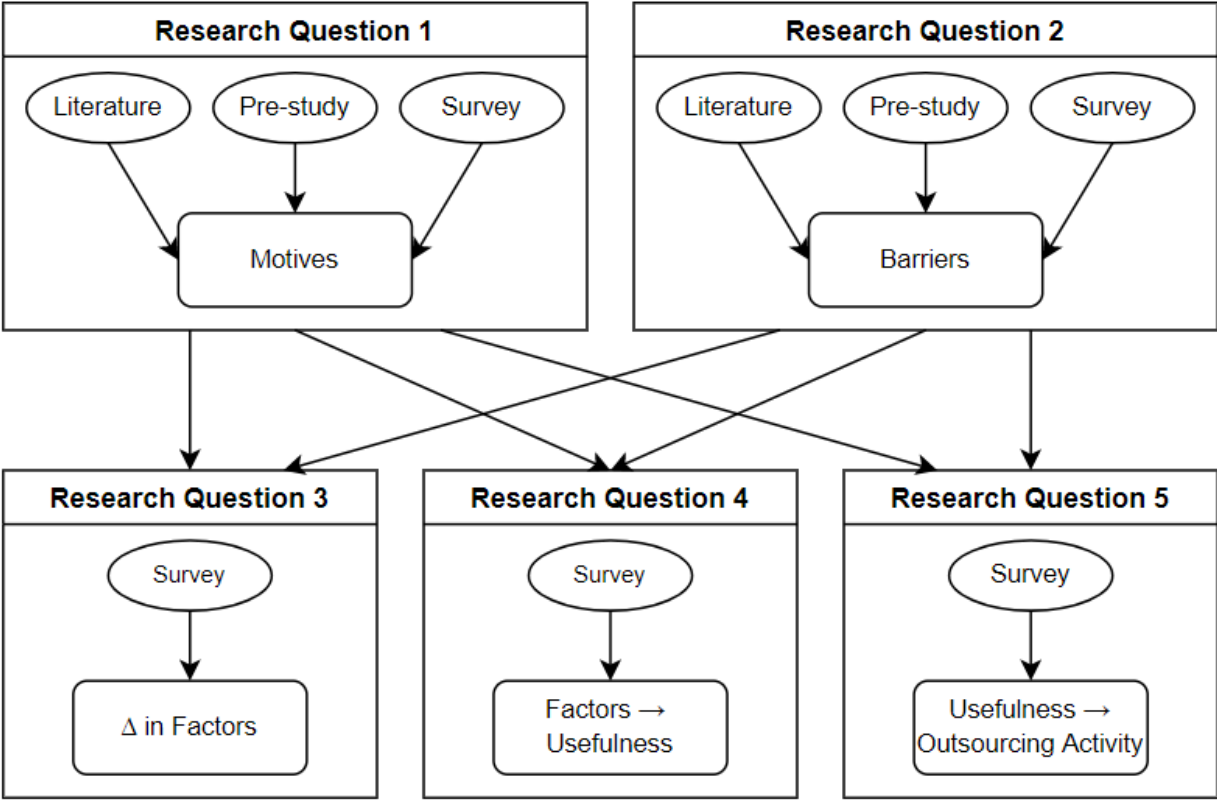 Research Question 1
Literature
Pre-study
Survey
Motives
Research Question 2
Literature
Pre-study
Survey
Barriers
Research Question 3
Survey
Δ in Factors
Research Question 4
Survey
Factors →
Usefulness
Research Question 5
Survey
Usefulness →
Outsourcing Activity